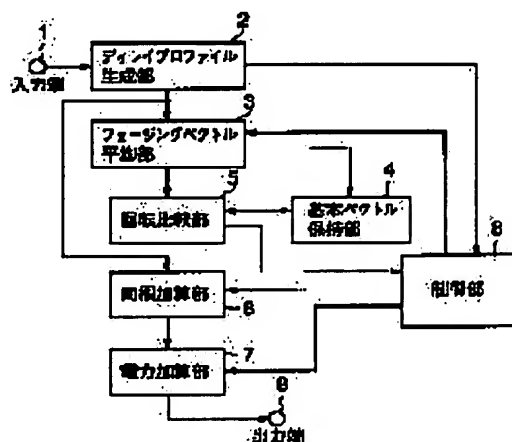 1
2
入力端
ディレイプロファイル
生成部
3
フェージングベクトル
平均部
5
4
回転比較部
ベクトル
保持部
8
制御部
同相加算部
6
7
電力加算部
9
出力端